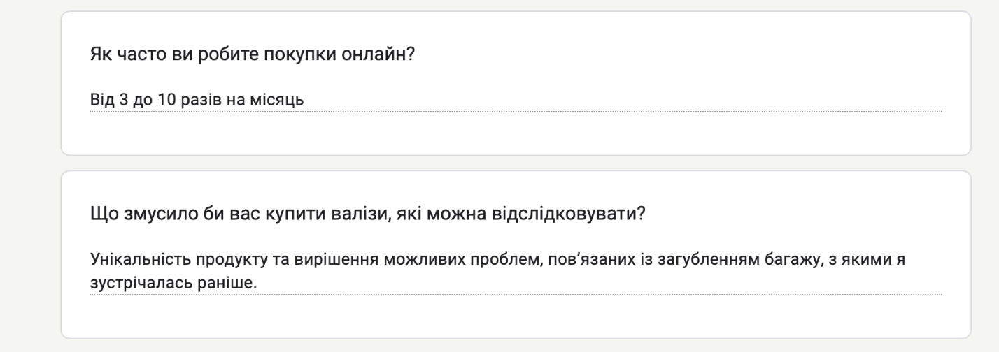 Як часто ви робите покупки онлайн?
Від 3 до 10 разів на місяць
Що змусило би вас купити валізи, які можна відслідковувати?
Унікальність продукту та вирішення можливих проблем, пов’язаних із загубленням багажу, з якими я
зустрічалась раніше.